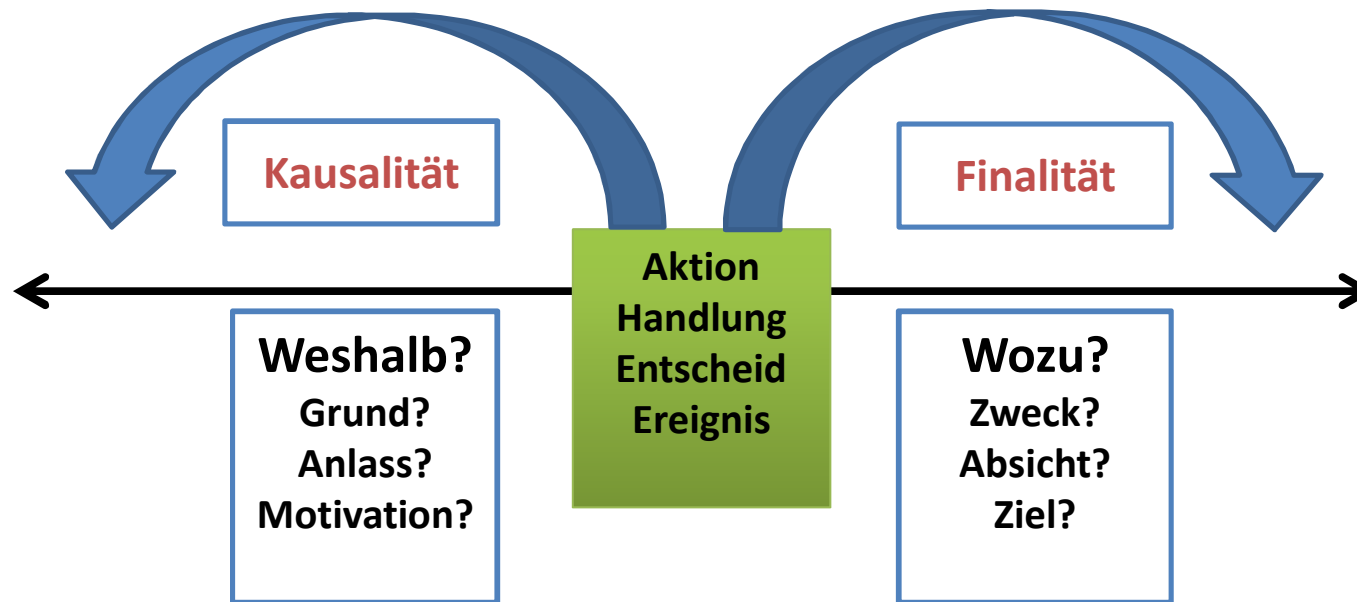 Kausalität
Finalität
Aktion
Handlung
Entscheid
Ereignis
Weshalb?
Grund?
Anlass?
Motivation?
Wozu?
Zweck?
Absicht?
Ziel?